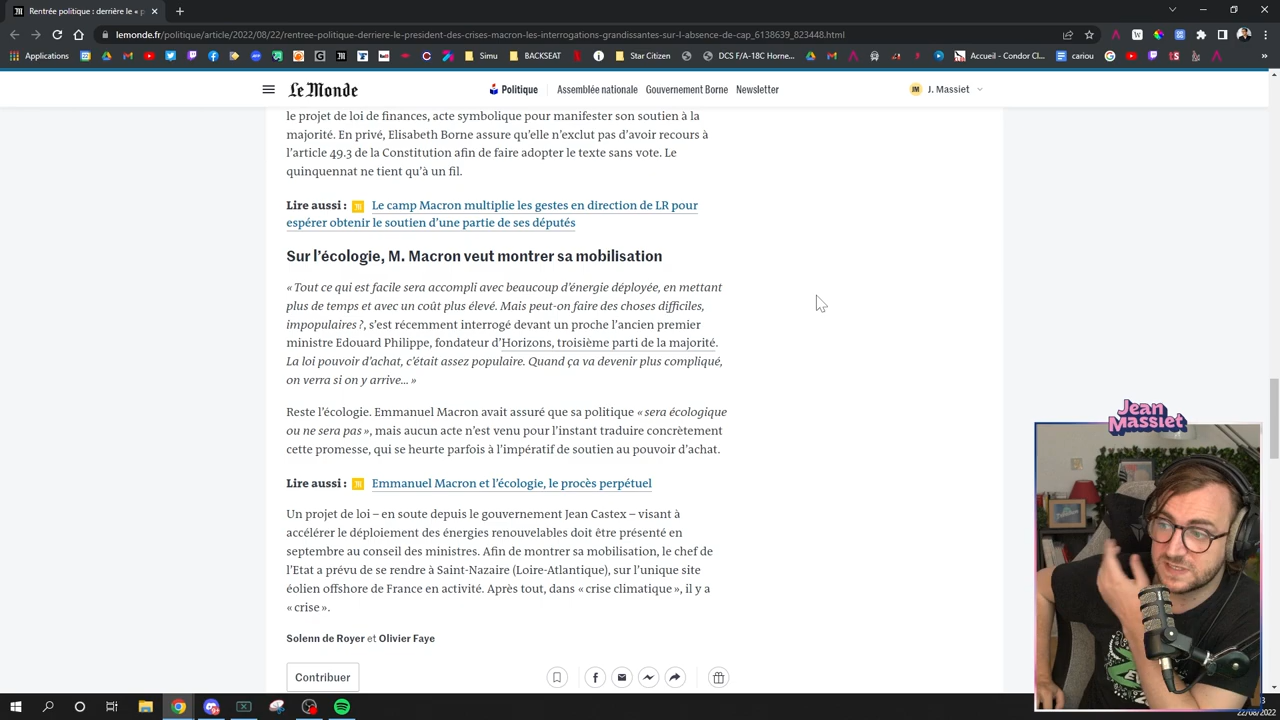 Rentrée politique : derrière le « p
lemonde.fr/politique/article/2022/08/22/rentree-politique-derriere-le-president-des-crises-macron-les-interrogations-grandissantes-sur-l-absence-de-cap_6138639_823448.html
Applications
Simu
BACKSEAT
Star Citizen
DCS F/A-18C Horne...
Accueil - Condor Cl...
cariou
Le Monde
Politique
Assemblée nationale
Gouvernement Borne
Newsletter
JM
J. Massiet
le projet de loi de finances, acte symbolique pour manifester son soutien à la
majorité. En privé, Elisabeth Borne assure qu’elle n’exclut pas d’avoir recours à
l’article 49.3 de la Constitution afin de faire adopter le texte sans vote. Le
quinquennat ne tient qu’à un fil.
Lire aussi : Le camp Macron multiplie les gestes en direction de LR pour
espérer obtenir le soutien d’une partie de ses députés
Sur l’écologie, M. Macron veut montrer sa mobilisation
« Tout ce qui est facile sera accompli avec beaucoup d’énergie déployée, en mettant
plus de temps et avec un coût plus élevé. Mais peut-on faire des choses difficiles,
impopulaires ?, s’est récemment interrogé devant un proche l’ancien premier
ministre Edouard Philippe, fondateur d’Horizons, troisième parti de la majorité.
La loi pouvoir d’achat, c’était assez populaire. Quand ça va devenir plus compliqué,
on verra si on y arrive... »
Reste l’écologie. Emmanuel Macron avait assuré que sa politique « sera écologique
ou ne sera pas », mais aucun acte n’est venu pour l’instant traduire concrètement
cette promesse, qui se heurte parfois à l’impératif de soutien au pouvoir d’achat.
Lire aussi : Emmanuel Macron et l’écologie, le procès perpétuel
Un projet de loi – en soute depuis le gouvernement Jean Castex – visant à
accélérer le déploiement des énergies renouvelables doit être présenté en
septembre au conseil des ministres. Afin de montrer sa mobilisation, le chef de
l’Etat a prévu de se rendre à Saint-Nazaire (Loire-Atlantique), sur l’unique site
éolien offshore de France en activité. Après tout, dans « crise climatique », il y a
« crise ».
Solenn de Royer et Olivier Faye
Contribuer
Jean
Massiet
22/08/2022